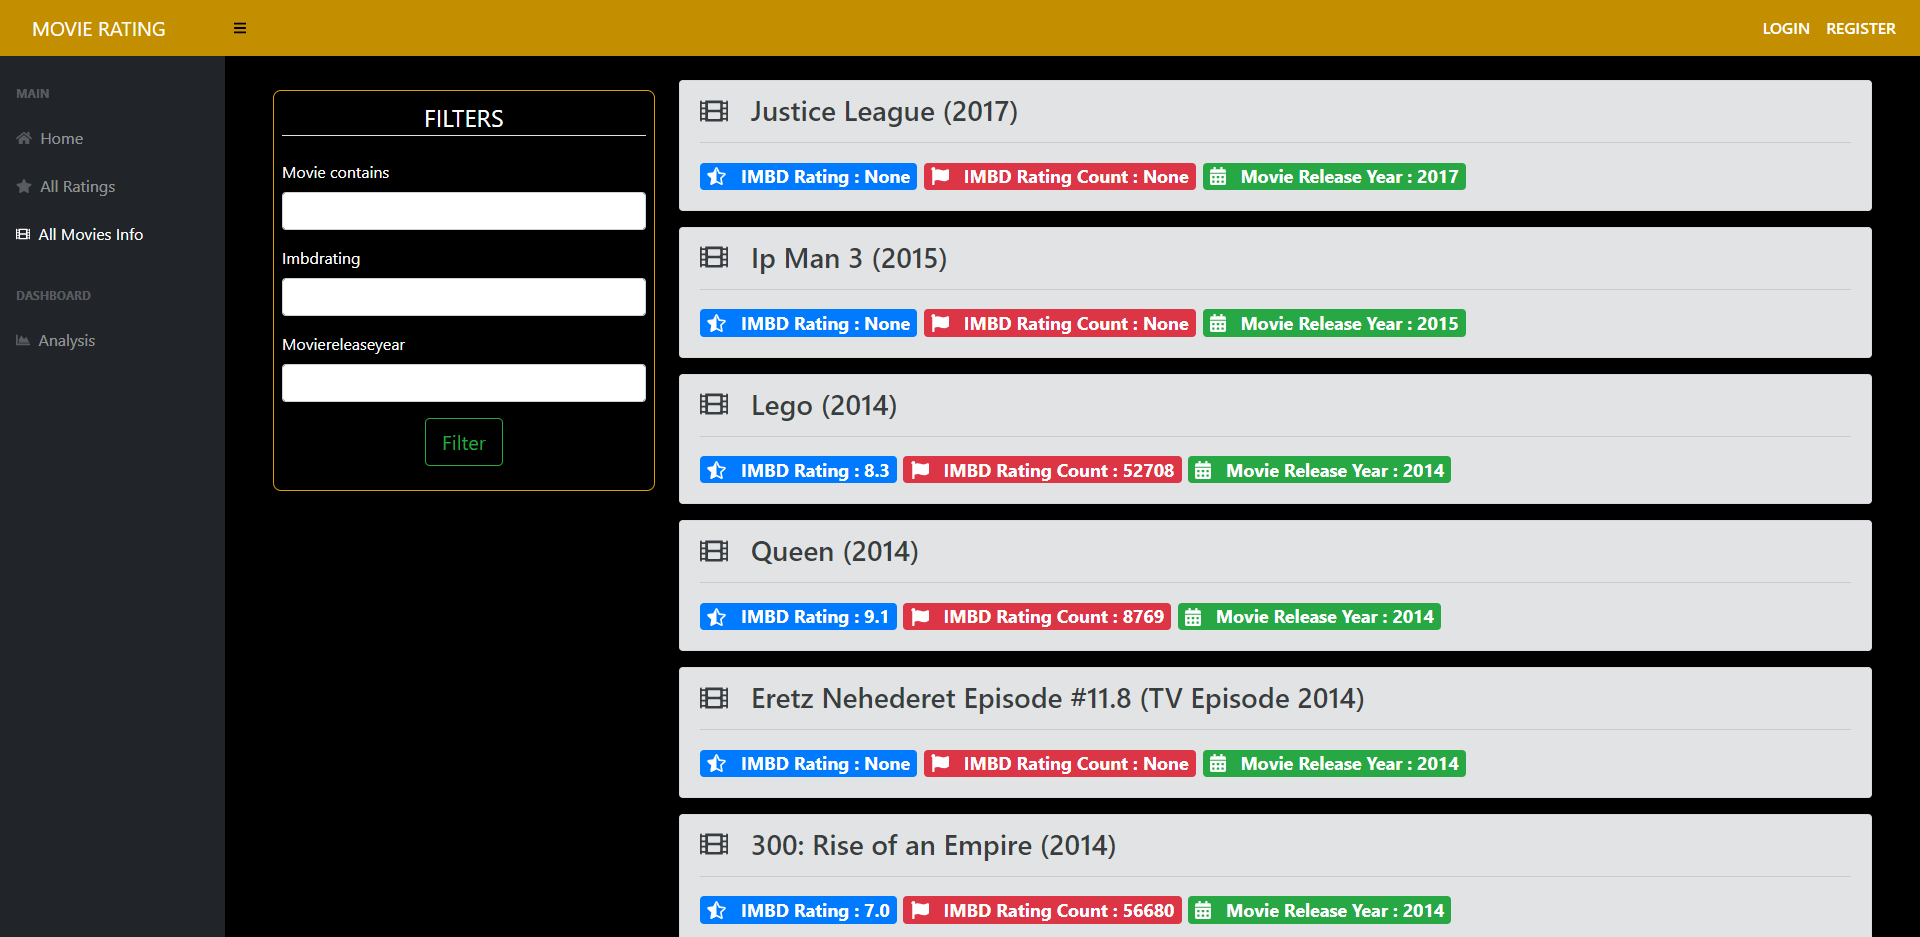 MOVIE RATING
LOGIN REGISTER
MAIN
Home
All Ratings
All Movies Info
DASHBOARD
Analysis
FILTERS
Movie contains
Imbdrating
Moviereleaseyear
Filter
Justice League (2017)
IMBD Rating : None IMBD Rating Count : None Movie Release Year : 2017
Ip Man 3 (2015)
IMBD Rating : None IMBD Rating Count : None Movie Release Year : 2015
Lego (2014)
IMBD Rating : 8.3 IMBD Rating Count : 52708 Movie Release Year : 2014
Queen (2014)
IMBD Rating : 9.1 IMBD Rating Count : 8769 Movie Release Year : 2014
Eretz Nehederet Episode #11.8 (TV Episode 2014)
IMBD Rating : None IMBD Rating Count : None Movie Release Year : 2014
300: Rise of an Empire (2014)
IMBD Rating : 7.0 IMBD Rating Count : 56680 Movie Release Year : 2014